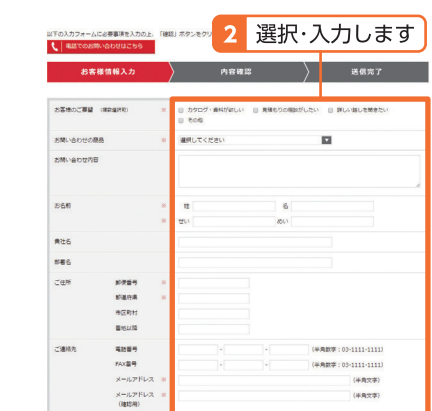 以下の入力フォームに必要事項を入力の上、「確認」ボタンをクリ
2 選択・入力します
電話でのお問い合わせはこちら
お客様情報入力 内容確認 送信完了
お客様のご要望 (複数選択可) ※ カタログ・資料が欲しい 見積もりの相談がしたい 詳しい話しを聞きたい
その他
お問い合わせの商品 ※ 選択してください
お問い合わせ内容
お名前 ※ 姓 名
※ せい めい
貴社名
部署名
ご住所 郵便番号 ※
都道府県 ※
市区町村
番地以降
ご連絡先 電話番号 - - (半角数字:03-1111-1111)
FAX番号 - - (半角数字:03-1111-1111)
メールアドレス ※ (半角文字)
メールアドレス ※ (半角文字)
(確認用)